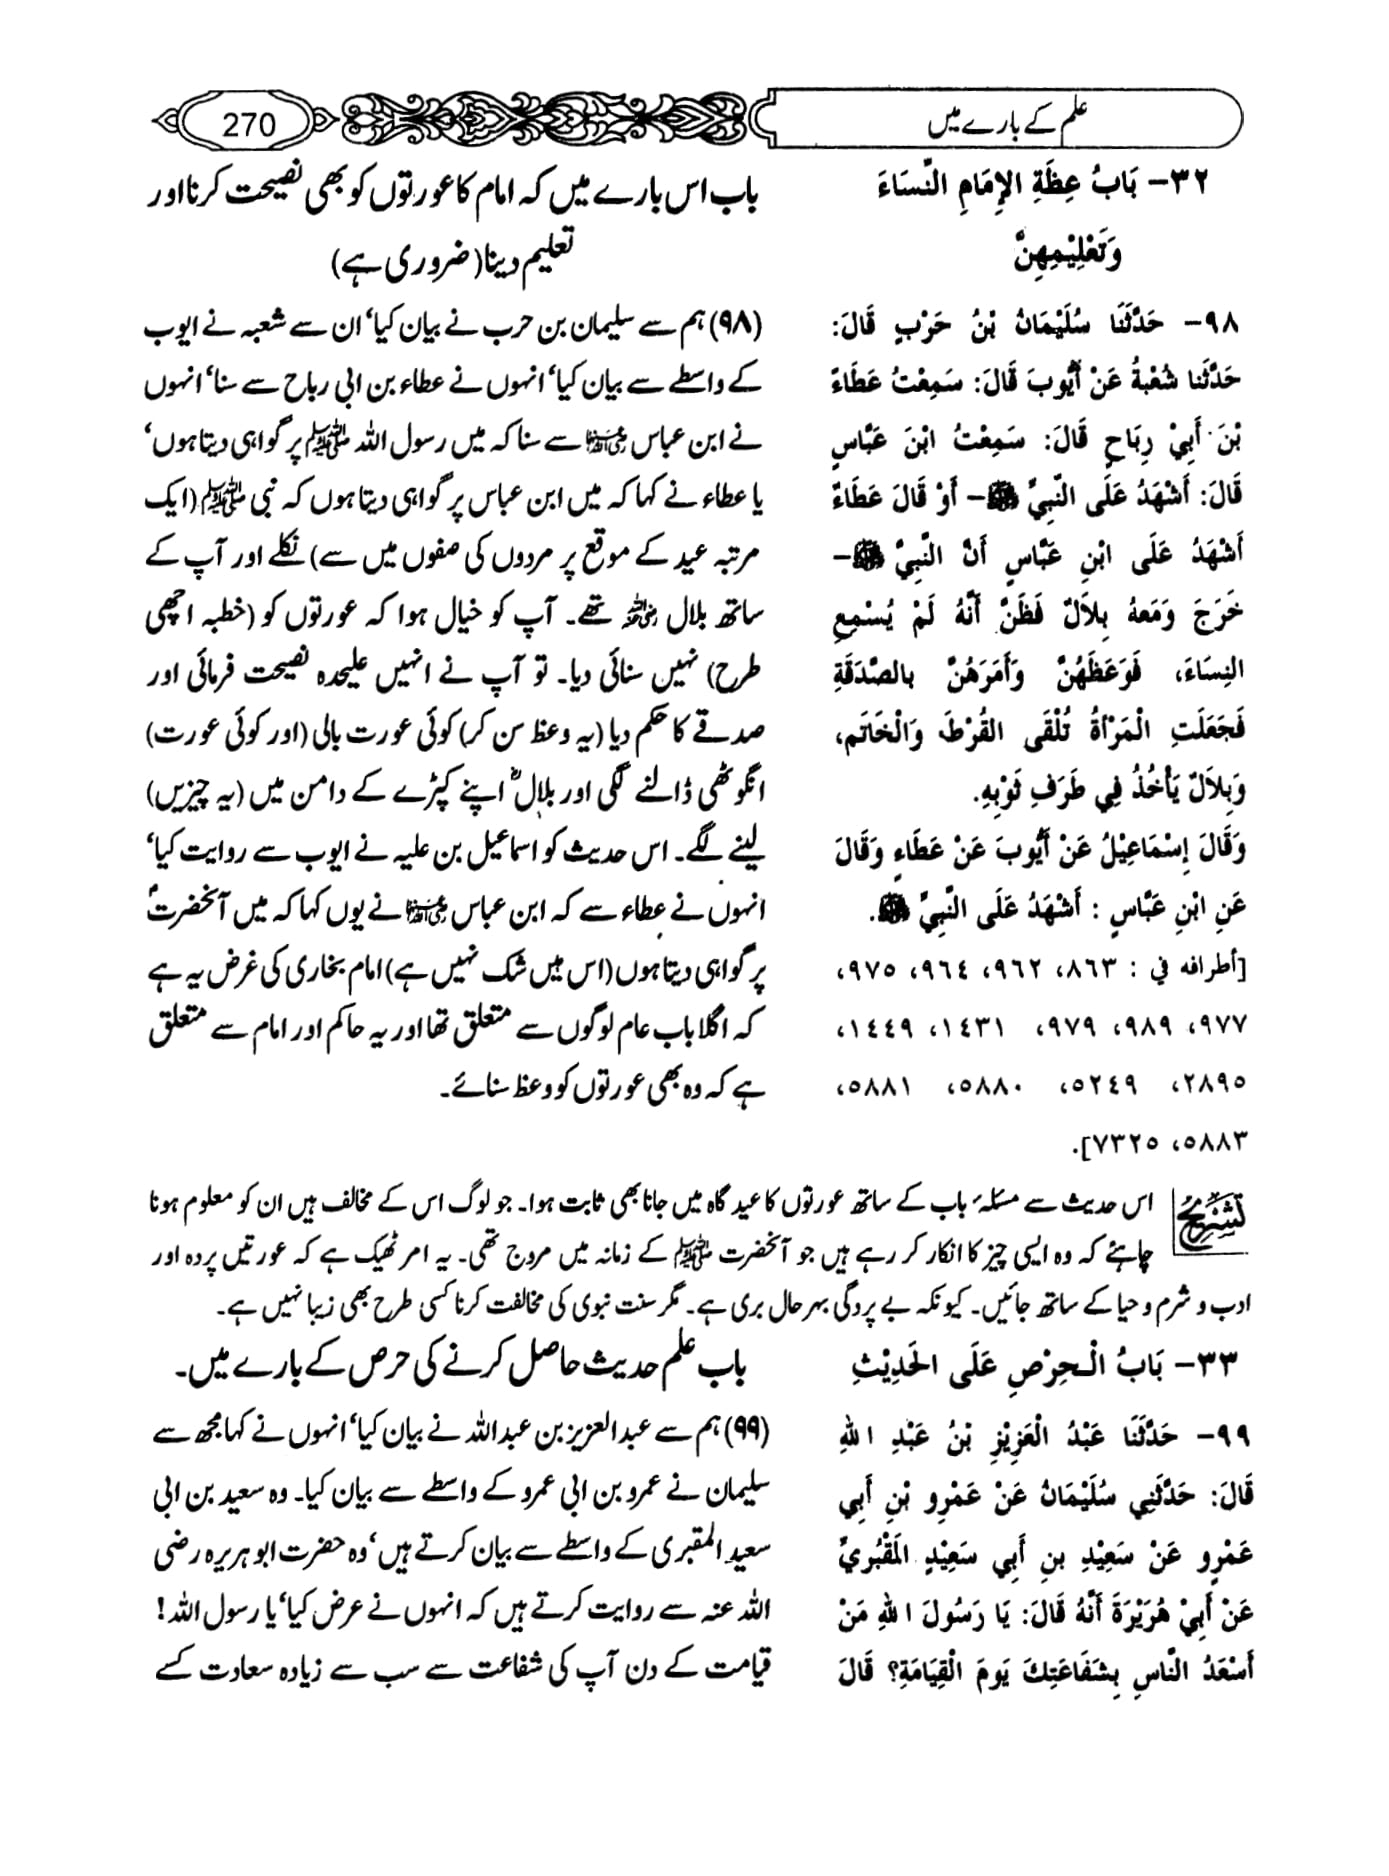 علم کے بارے میں
270
٣٢- بَابُ عِظَةِ الإِمَامِ النِّسَاءَ
وَتَعْلِيْمِهِنَّ
باب اس بارے میں کہ امام کا عورتوں کو بھی نصیحت کرنا اور
تعلیم دینا (ضروری ہے)
٩٨- حَدَّثَنَا سُلَيْمَانُ بْنُ حَرْبٍ قَالَ:
حَدَّثَنا شُعْبَةُ عَنْ أَيُّوبَ قَالَ: سَمِعْتُ عَطَاءَ
بْنَ أَبِيْ رِبَاحٍ قَالَ: سَمِعْتُ ابْنَ عَبَّاسٍ
قَالَ: أَشْهَدُ عَلَى النَّبِيِّ ﷺ- أَوْ قَالَ عَطَاءٌ
أَشْهَدُ عَلَى ابْنِ عَبَّاسٍ أَنَّ النَّبِيَّ ﷺ-
خَرَجَ وَمَعَهُ بِلاَلٌ فَظَنَّ أَنَّهُ لَمْ يُسْمِعِ
النِسَاءَ، فَوَعَظَهُنَّ وَأَمَرَهُنَّ بِالصَّدَقَةِ
فَجَعَلَتِ الْمَرْأةُ تُلْقَى القُرْطَ وَالْخَاتَم،
وَبِلاَلٌ يَأخُذُ فِي طَرَفِ ثَوْبِهِ.
وَقَالَ إِسْمَاعِيْلُ عَنْ أَيُّوبَ عَنْ عَطَاءٍ وَقَالَ
عَنِ ابْنِ عَبَّاسٍ : أَشْهَدُ عَلَى النَّبِيِّ ﷺ.
[أطرافه في : ٨٦٣، ٩٦٢، ٩٦٤، ٩٧٥،
٩٧٧، ٩٨٩، ٩٧٩، ١٤٣١، ١٤٤٩،
٢٨٩٥، ٥٢٤٩، ٥٨٨٠، ٥٨٨١،
٥٨٨٣، ٧٣٢٥].
(٩٨) ہم سے سلیمان بن حرب نے بیان کیا‘ ان سے شعبہ نے ایوب
کے واسطے سے بیان کیا‘ انہوں نے عطاء بن ابی رباح سے سنا‘ انہوں
نے ابن عباس رضی اللہ عنہما سے سنا کہ میں رسول اللہ ﷺ پر گواہی دیتا ہوں‘
یا عطاء نے کہا کہ میں ابن عباس پر گواہی دیتا ہوں کہ نبی ﷺ (ایک
مرتبہ عید کے موقع پر مردوں کی صفوں میں سے) نکلے اور آپ کے
ساتھ بلال رضی اللہ عنہ تھے۔ آپ کو خیال ہوا کہ عورتوں کو (خطبہ اچھی
طرح) نہیں سنائی دیا۔ تو آپ نے انہیں علیحدہ نصیحت فرمائی اور
صدقے کا حکم دیا (یہ وعظ سن کر) کوئی عورت بالی (اور کوئی عورت)
انگوٹھی ڈالنے لگی اور بلالؓ اپنے کپڑے کے دامن میں (یہ چیزیں)
لینے لگے۔ اس حدیث کو اسماعیل بن علیہ نے ایوب سے روایت کیا‘
انہوں نے عطاء سے کہ ابن عباس رضی اللہ عنہما نے یوں کہا کہ میں آنحضرتؐ
پر گواہی دیتا ہوں (اس میں شک نہیں ہے) امام بخاری کی غرض یہ ہے
کہ اگلا باب عام لوگوں سے متعلق تھا اور یہ حاکم اور امام سے متعلق
ہے کہ وہ بھی عورتوں کو وعظ سنائے۔
تشریح اس حدیث سے مسئلہ باب کے ساتھ عورتوں کا عید گاہ میں جانا بھی ثابت ہوا۔ جو لوگ اس کے مخالف ہیں ان کو معلوم ہونا
چاہئے کہ وہ ایسی چیز کا انکار کر رہے ہیں جو آنحضرت ﷺ کے زمانہ میں مروج تھی۔ یہ امر ٹھیک ہے کہ عورتیں پردہ اور
ادب و شرم و حیا کے ساتھ جائیں۔ کیونکہ بے پردگی بہر حال بری ہے۔ مگر سنت نبوی کی مخالفت کرنا کسی طرح بھی زیبا نہیں ہے۔
٣٣- بَابُ الْحِرْصِ عَلَى الحَدِيْثِ
باب علم حدیث حاصل کرنے کی حرص کے بارے میں۔
٩٩- حَدَّثَنَا عَبْدُ الْعَزِيْزِ بْنُ عَبْدِ اللهِ
قَالَ: حَدَّثَنِي سُلَيْمَانُ عَنْ عَمْرِو بْنِ أَبِي
عَمْرٍو عَنْ سَعِيْدِ بنِ أَبِي سَعِيْدٍ المَقْبُرِيِّ
عَنْ أَبِيْ هُرَيْرَةَ أَنَّهُ قَالَ: يَا رَسُولَ اللهِ مَنْ
أَسْعَدُ النَّاسِ بِشَفَاعَتِكَ يَومَ الْقِيَامَةِ؟ قَالَ
(٩٩) ہم سے عبدالعزیز بن عبداللہ نے بیان کیا‘ انہوں نے کہا مجھ سے
سلیمان نے عمرو بن ابی عمرو کے واسطے سے بیان کیا۔ وہ سعید بن ابی
سعید المقبری کے واسطے سے بیان کرتے ہیں‘ وہ حضرت ابو ہریرہ رضی
اللہ عنہ سے روایت کرتے ہیں کہ انہوں نے عرض کیا‘ یا رسول اللہ!
قیامت کے دن آپ کی شفاعت سے سب سے زیادہ سعادت کسے